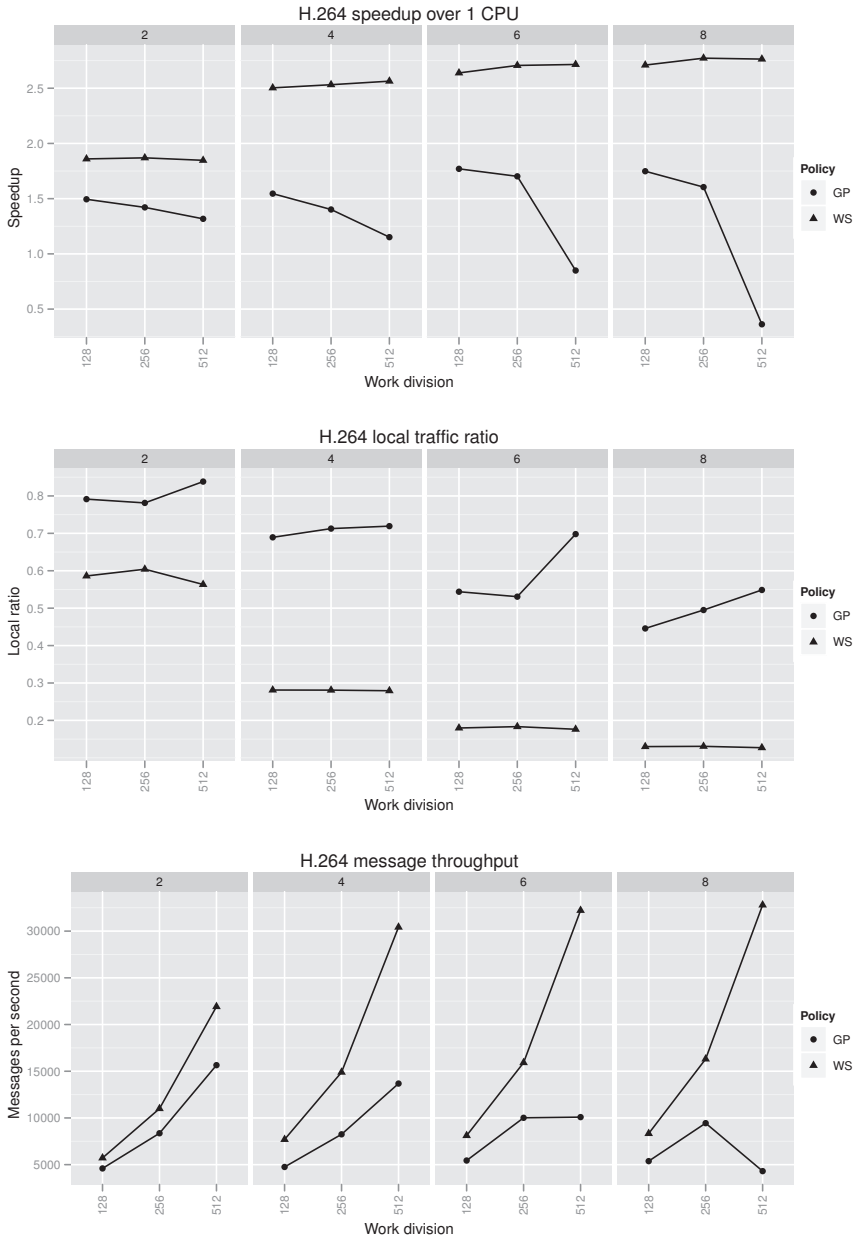 H.264 speedup over 1 CPU
2 4 6 8
2.5
2.0
1.5
1.0
0.5
Speedup
128 256 512 128 256 512 128 256 512 128 256 512
Work division
Policy
GP
WS
H.264 local traffic ratio
2 4 6 8
0.8
0.7
0.6
0.5
0.4
0.3
0.2
Local ratio
128 256 512 128 256 512 128 256 512 128 256 512
Work division
Policy
GP
WS
H.264 message throughput
2 4 6 8
30000
25000
20000
15000
10000
5000
Messages per second
128 256 512 128 256 512 128 256 512 128 256 512
Work division
Policy
GP
WS